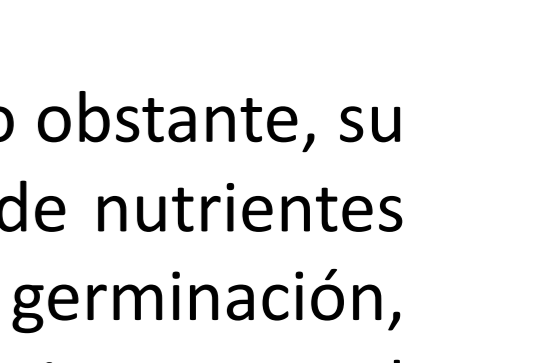 o obstante, su
de nutrientes
germinación,